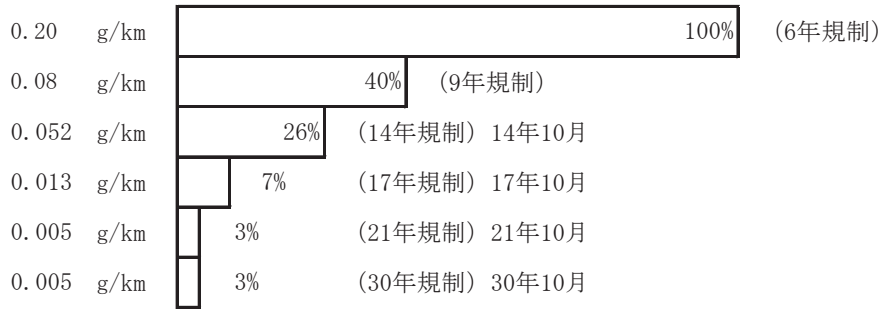 0.20 g/km 100% (6年規制)
0.08 g/km 40% (9年規制)
0.052 g/km 26% (14年規制) 14年10月
0.013 g/km 7% (17年規制) 17年10月
0.005 g/km 3% (21年規制) 21年10月
0.005 g/km 3% (30年規制) 30年10月